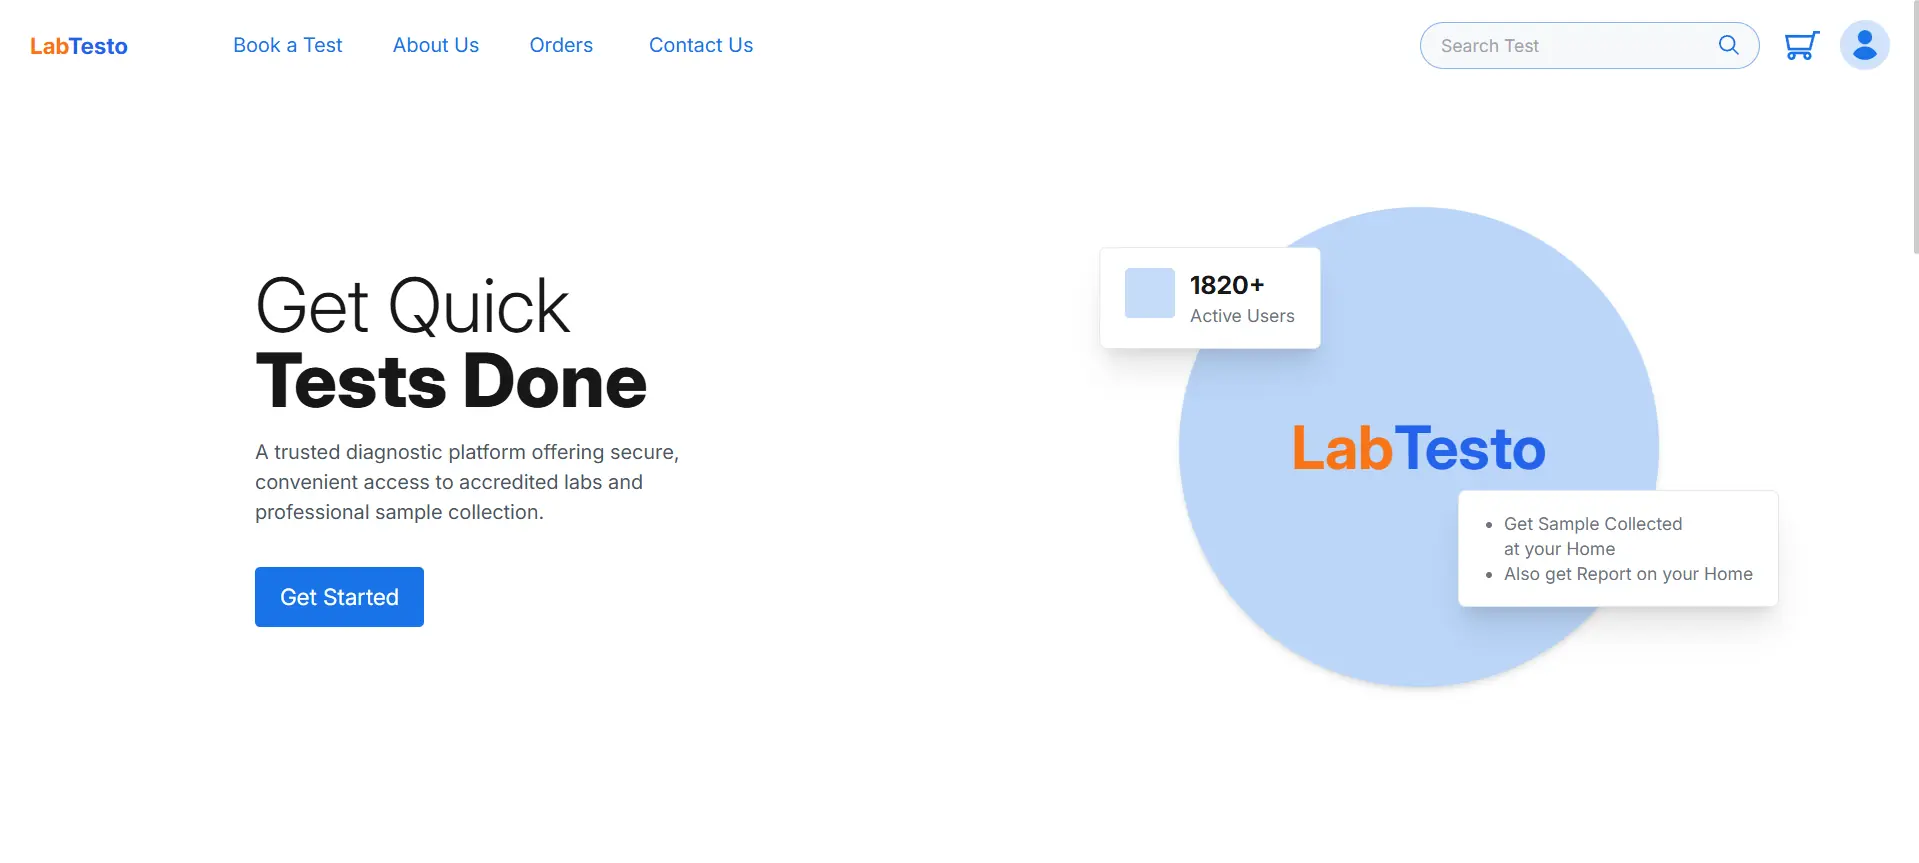 LabTesto
Book a Test
About Us
Orders
Contact Us
Search Test
Get Quick
Tests Done
A trusted diagnostic platform offering secure,
convenient access to accredited labs and
professional sample collection.
Get Started
1820+
Active Users
LabTesto
Get Sample Collected
at your Home
Also get Report on your Home